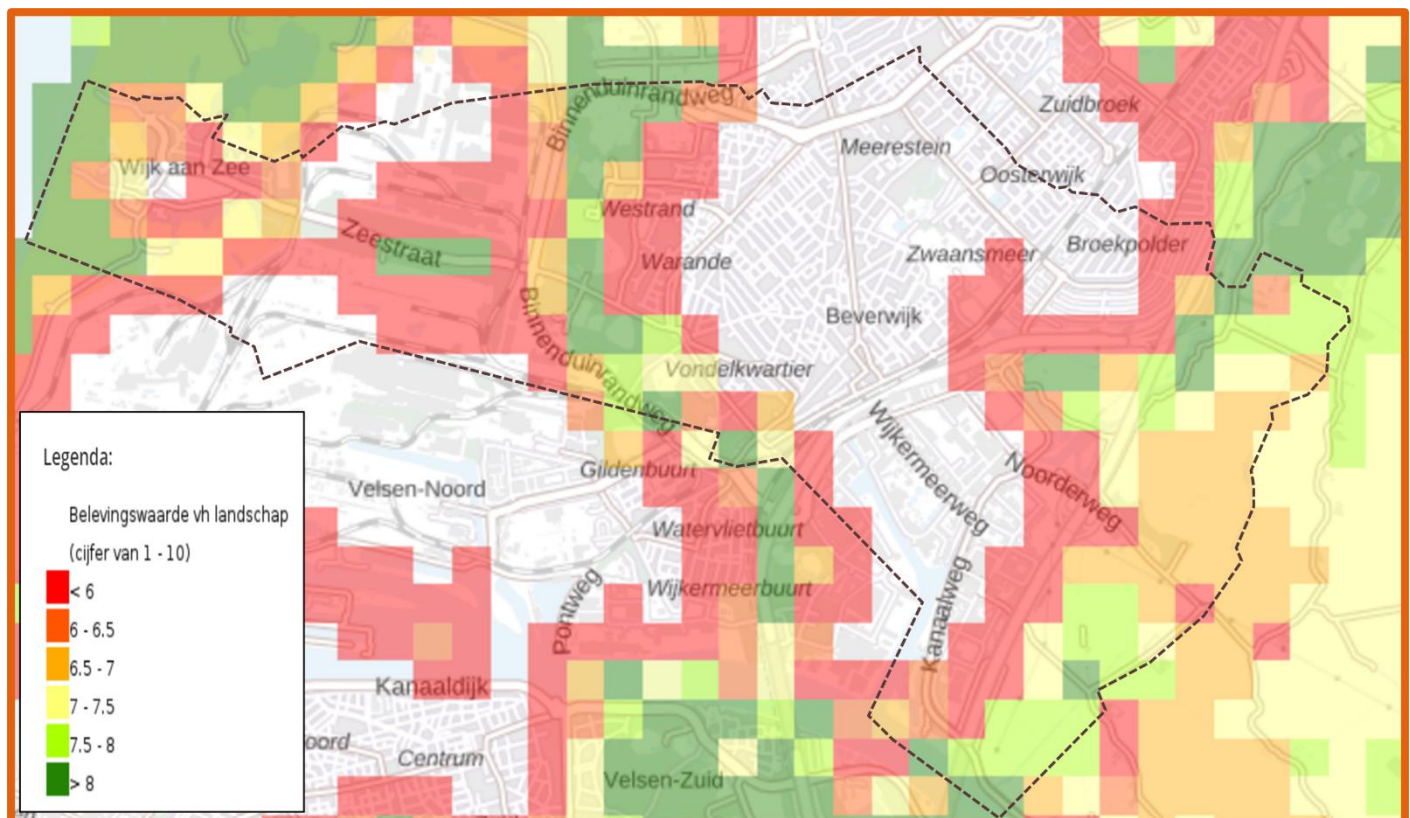 Binnenduinrandweg
Zuidbroek
Meerestein
Wijk aan Zee
Oosterwijk
Westrand
Zeestraat
Warande
Zwaansmeer
Broekpolder
Binnenduinrandweg
Beverwijk
Vondelkwartier
Wijkermeerweg
Noorderweg
Gildenbuurt
Velsen-Noord
Watervlietbuurt
Wijkermeerbuurt
Pontweg
Kanaalweg
Kanaaldijk
oord
Centrum
Velsen-Zuid
Legenda:
Belevingswaarde vh landschap
(cijfer van 1 - 10)
< 6
6 - 6.5
6.5 - 7
7 - 7.5
7.5 - 8
> 8